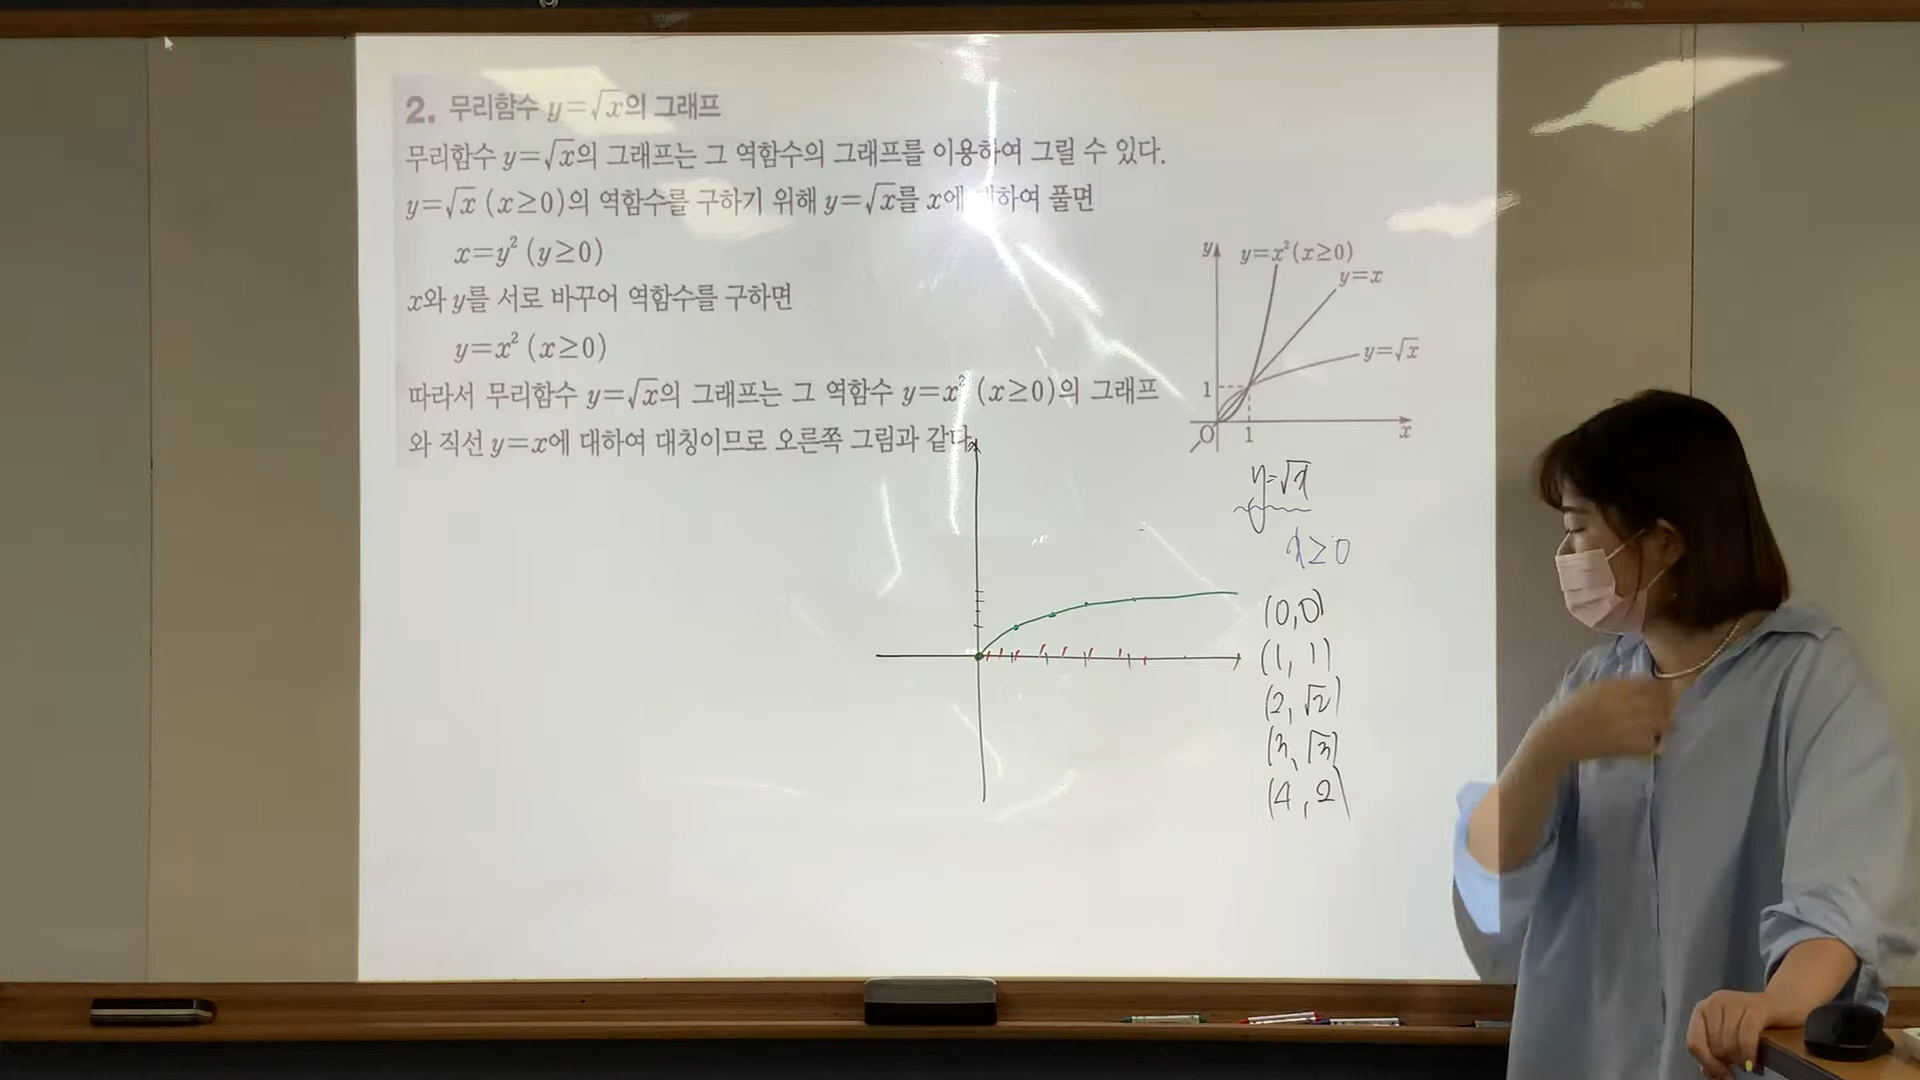 2. 무리함수 y=√x의 그래프
무리함수 y=√x의 그래프는 그 역함수의 그래프를 이용하여 그릴 수 있다.
y=√x (x≥0)의 역함수를 구하기 위해 y=√x를 x에 하여 풀면
x=y² (y≥0)
x와 y를 서로 바꾸어 역함수를 구하면
y=x² (x≥0)
따라서 무리함수 y=√x의 그래프는 그 역함수 y=x² (x≥0)의 그래프
와 직선 y=x에 대하여 대칭이므로 오른쪽 그림과 같다.
y
y=x² (x≥0)
y=x
y=√x
1
O
1
x
y=√x
x≥0
(0,0)
(1, 1)
(2, √2)
(3, √3)
(4, 2)